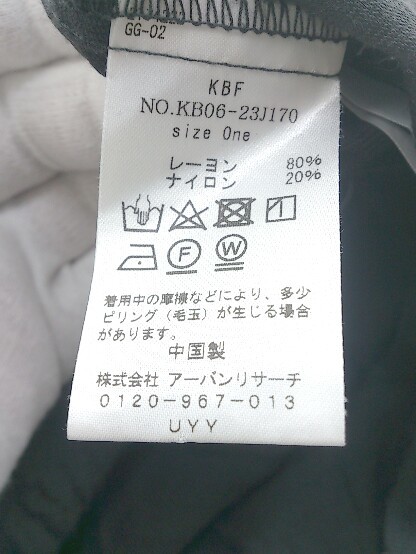 GG-02
KBF
NO.KB06-23J170
size One
レーヨン 80%
ナイロン 20%
F W
着用中の摩擦などにより、多少
ピリング（毛玉）が生じる場合
があります。
中国製
株式会社 アーバンリサーチ
0120-967-013
UYY